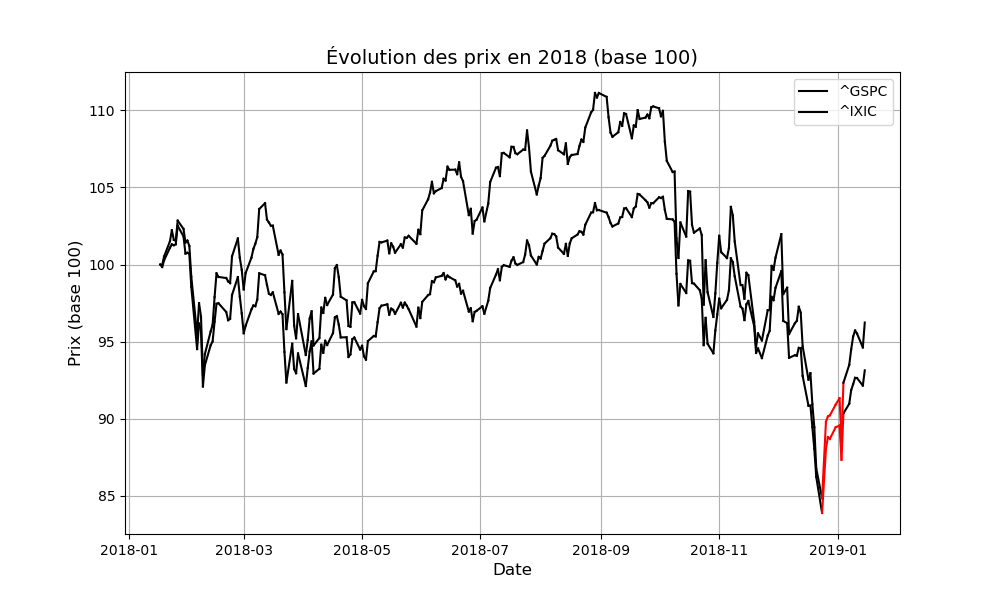 Évolution des prix en 2018 (base 100)
^GSPC
^IXIC
Prix (base 100)
110
105
100
95
90
85
2018-01 2018-03 2018-05 2018-07 2018-09 2018-11 2019-01
Date